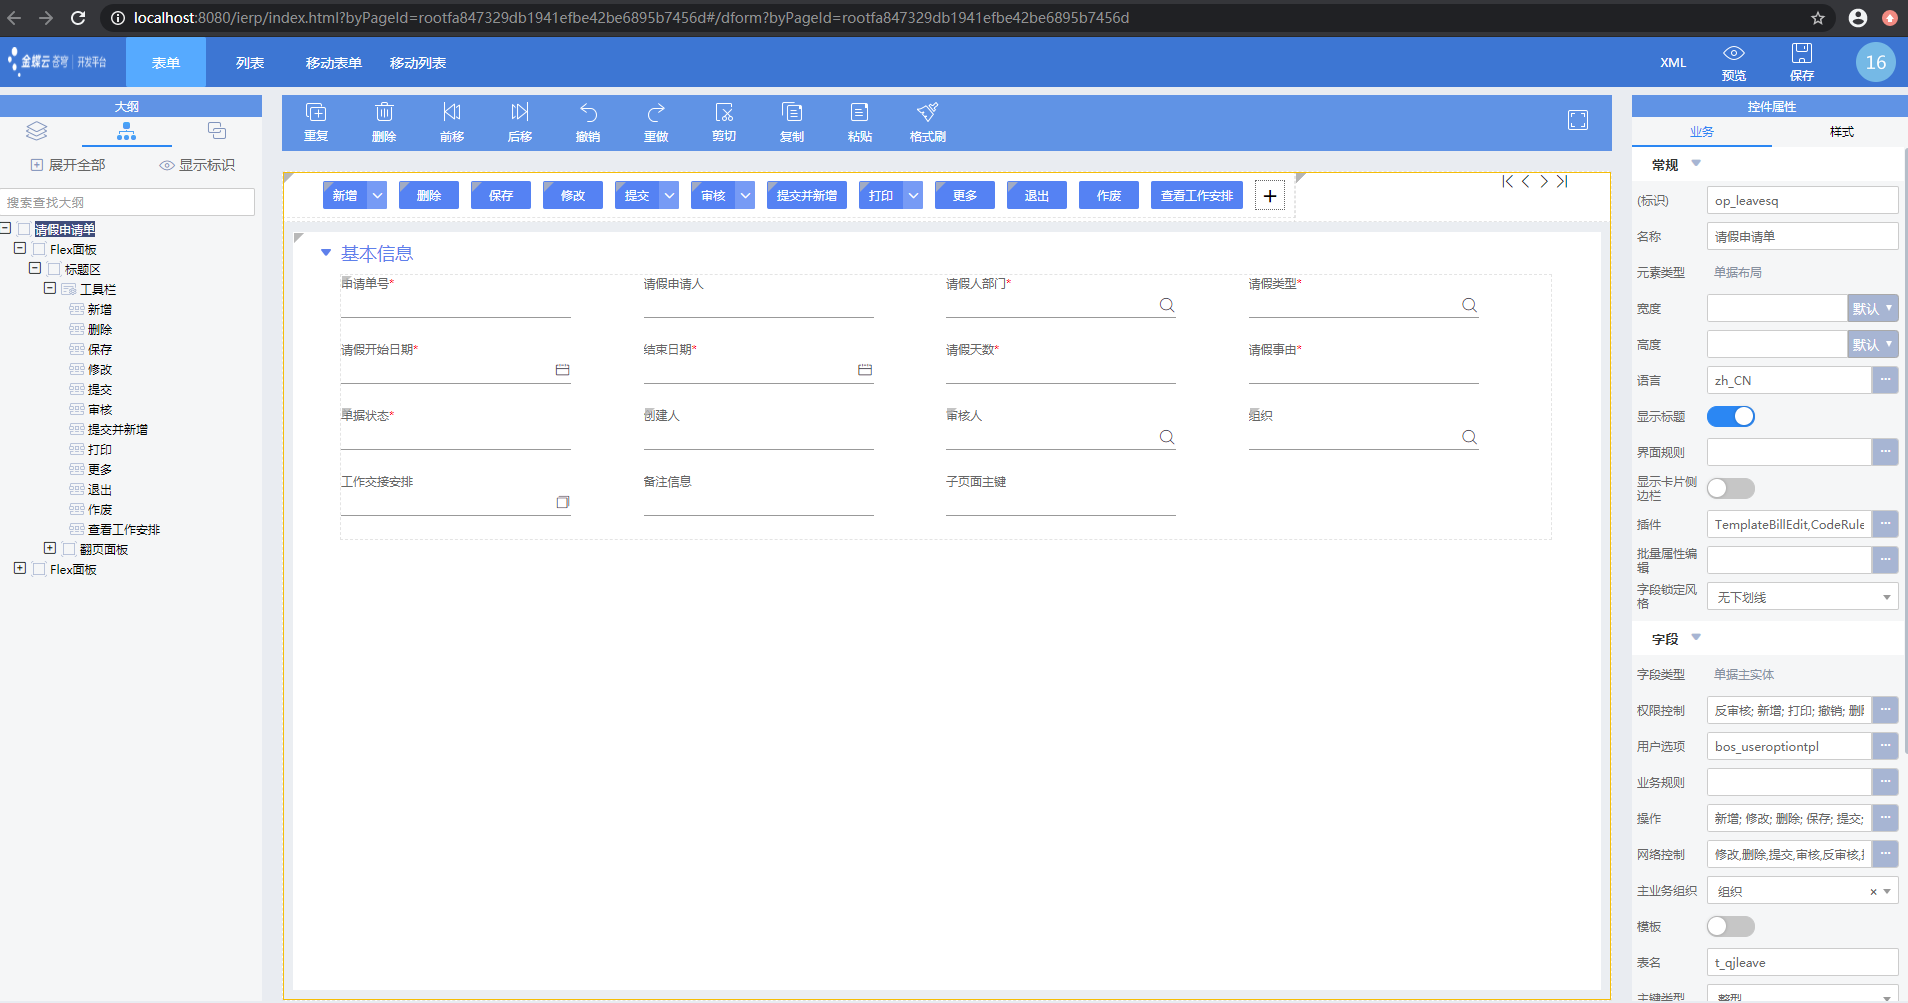 localhost:8080/ierp/index.html?byPageId=rootfa847329db1941efbe42be6895b7456d#/dform?byPageId=rootfa847329db1941efbe42be6895b7456d
金蝶云 苍穹 | 开发平台
表单 列表 移动表单 移动列表
XML 预览 保存 16
大纲
展开全部 显示标识
搜索查找大纲
请假申请单
Flex面板
标题区
工具栏
新增
删除
保存
修改
提交
审核
提交并新增
打印
更多
退出
作废
查看工作安排
翻页面板
Flex面板
重复 删除 前移 后移 撤销 重做 剪切 复制 粘贴 格式刷
新增 删除 保存 修改 提交 审核 提交并新增 打印 更多 退出 作废 查看工作安排 +
基本信息
申请单号* 请假申请人 请假人部门* 请假类型*
请假开始日期* 结束日期* 请假天数* 请假事由*
单据状态* 创建人 审核人 组织
工作交接安排 备注信息 子页面主键
控件属性
业务 样式
常规
(标识) op_leavesq
名称 请假申请单
元素类型 单据布局
宽度 默认
高度 默认
语言 zh_CN ...
显示标题
界面规则 ...
显示卡片侧
边栏
插件 TemplateBillEdit,CodeRule ...
批量属性编
辑 ...
字段锁定风
格 无下划线
字段
字段类型 单据主实体
权限控制 反审核; 新增; 打印; 撤销; 删 ...
用户选项 bos_useroptiontpl ...
业务规则 ...
操作 新增; 修改; 删除; 保存; 提交; ...
网络控制 修改,删除,提交,审核,反审核, ...
主业务组织 组织 ×
模板
表名 t_qjleave
主键类型 整型